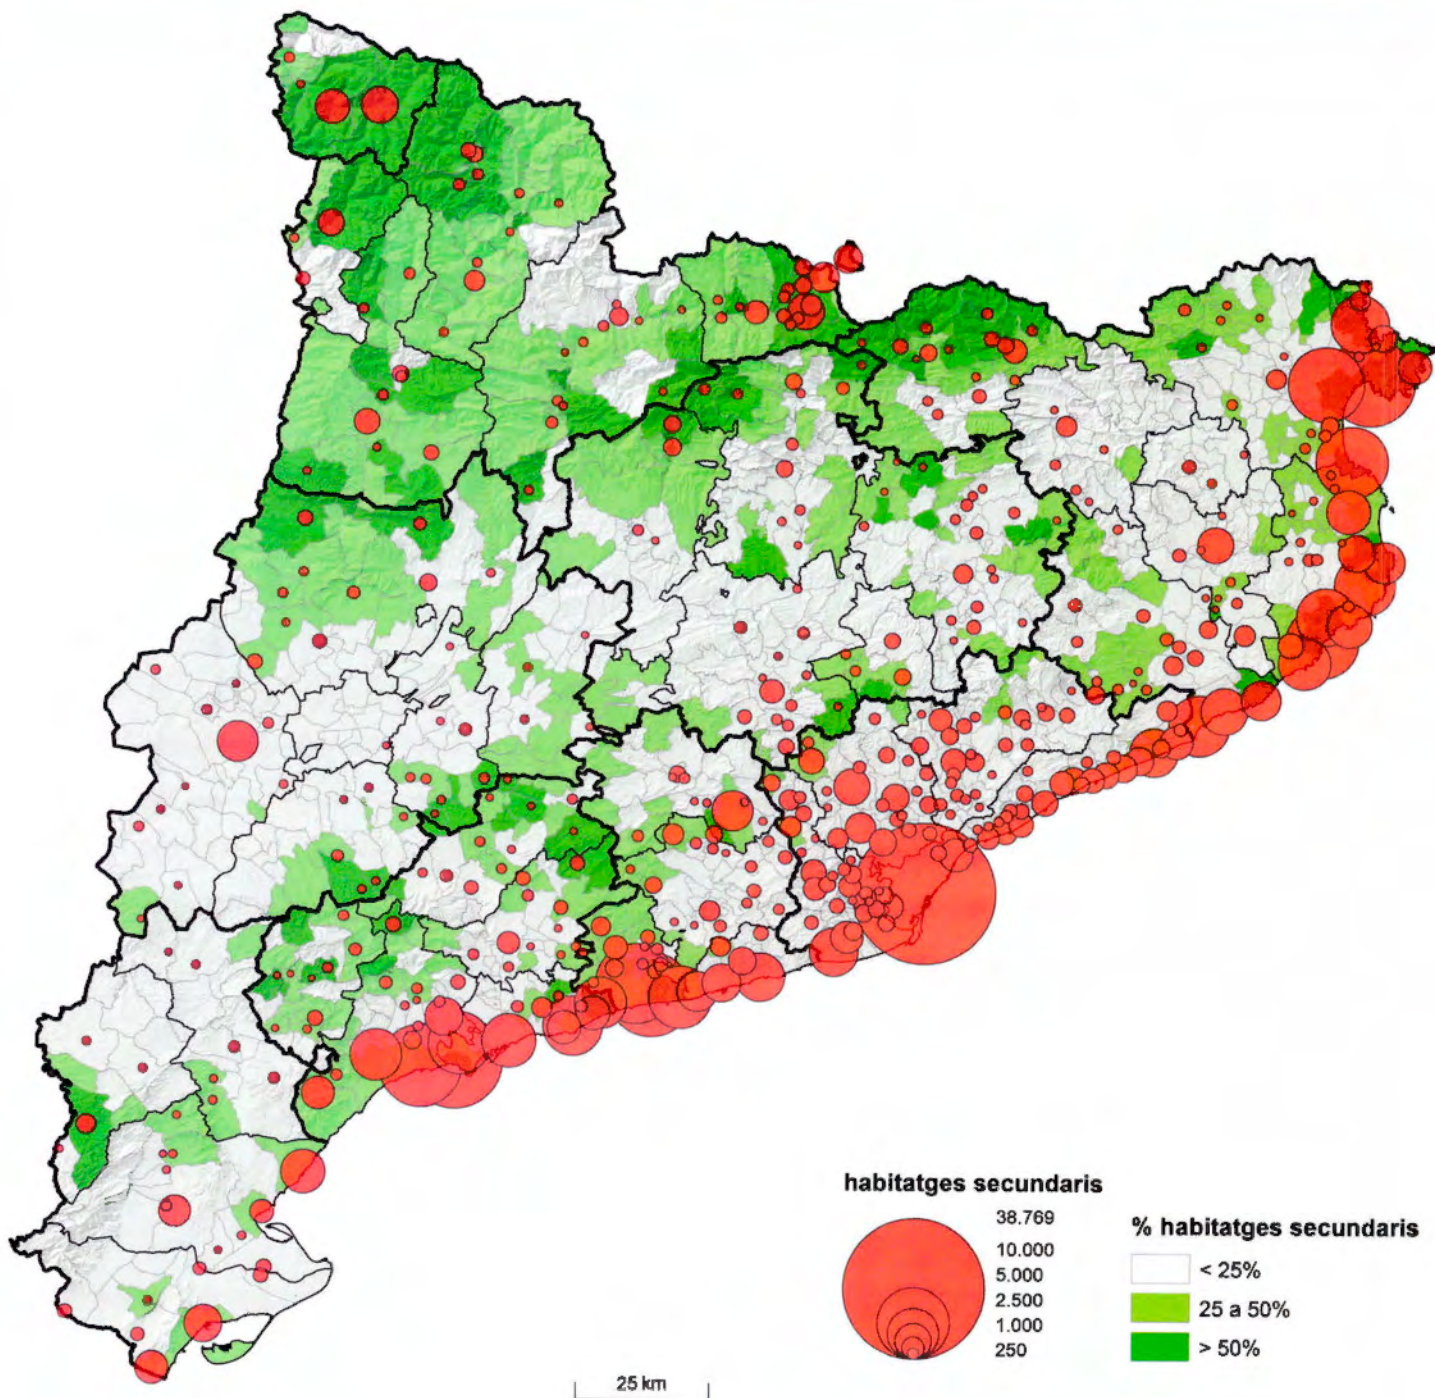 habitatges secundaris
38.769
10.000
5.000
2.500
1.000
250
% habitatges secundaris
< 25%
25 a 50%
> 50%
25 km